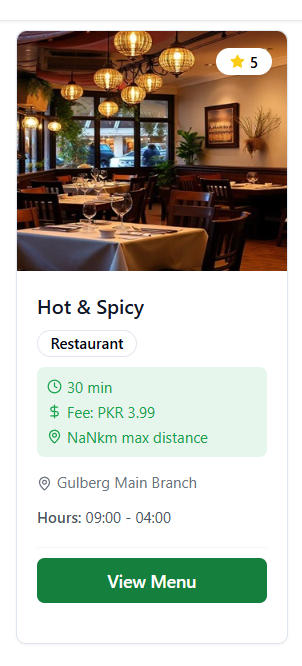 5
Hot & Spicy
Restaurant
30 min
$ Fee: PKR 3.99
NaNkm max distance
Gulberg Main Branch
Hours: 09:00 - 04:00
View Menu